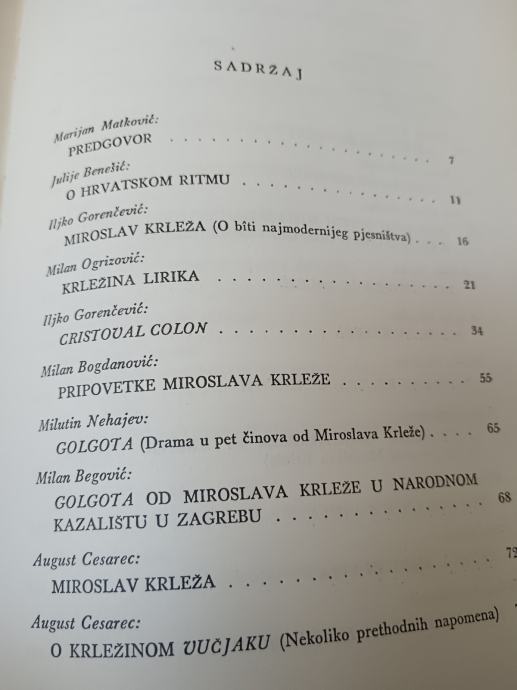 SADRŽAJ
Marijan Matković:
PREDGOVOR . . . . . . . . . . . . . . . . . . 7
Julije Benešić:
O HRVATSKOM RITMU . . . . . . . . . . . . . 11
Iljko Gorenčević:
MIROSLAV KRLEŽA (O bîti najmodernijeg pjesništva) . . . 16
Milan Ogrizović:
KRLEŽINA LIRIKA . . . . . . . . . . . . . . . 21
Iljko Gorenčević:
CRISTOVAL COLON . . . . . . . . . . . . . . . 34
Milan Bogdanović:
PRIPOVETKE MIROSLAVA KRLEŽE . . . . . . . . . 55
Milutin Nehajev:
GOLGOTA (Drama u pet činova od Miroslava Krleže) . . . . 65
Milan Begović:
GOLGOTA OD MIROSLAVA KRLEŽE U NARODNOM
KAZALIŠTU U ZAGREBU . . . . . . . . . . . . 68
August Cesarec:
MIROSLAV KRLEŽA . . . . . . . . . . . . . .
August Cesarec:
O KRLEŽINOM VUČJAKU (Nekoliko prethodnih napomena)